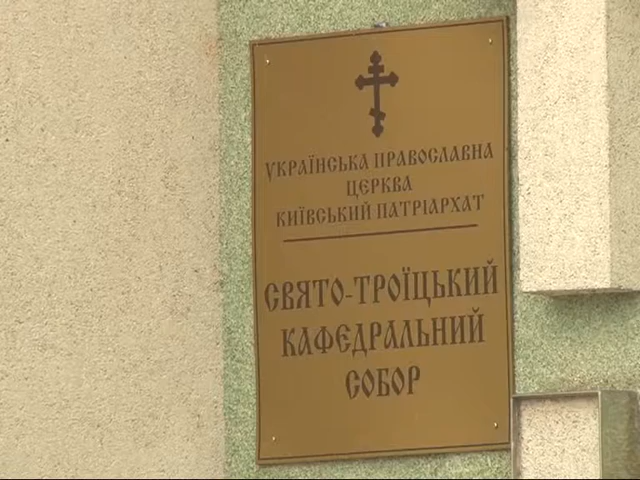 УКРАЇНСЬКА ПРАВОСЛАВНА
ЦЕРКВА
КИЇВСЬКИЙ ПАТРІАРХАТ
СВЯТО-ТРОЇЦЬКИЙ
КАФЕДРАЛЬНИЙ
СОБОР